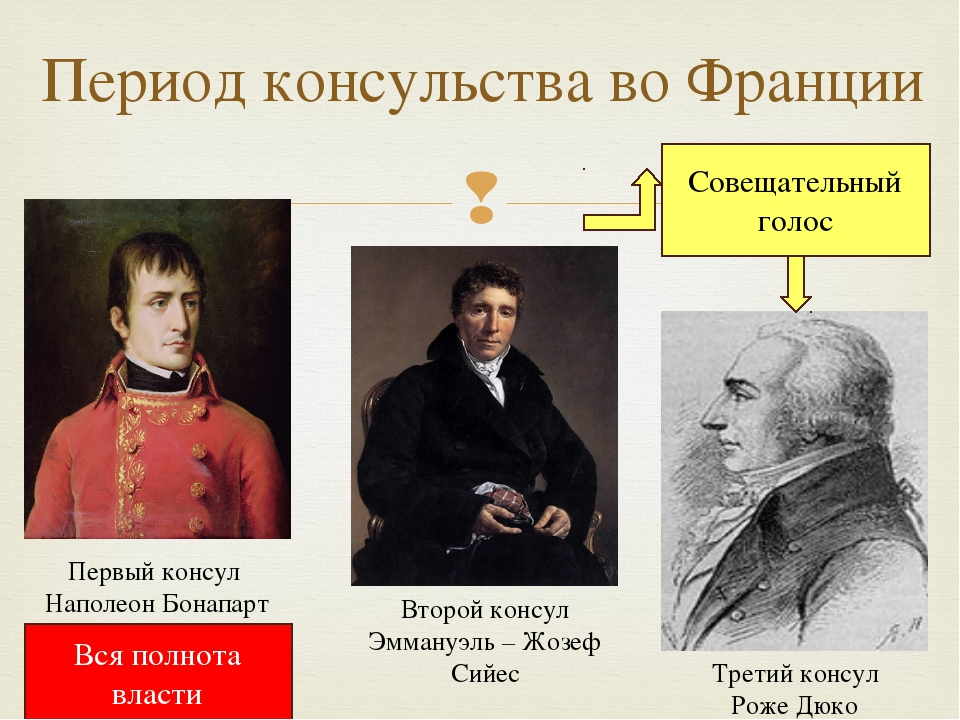 Период консульства во Франции
Совещательный
голос
Первый консул
Наполеон Бонапарт
Вся полнота
власти
Второй консул
Эммануэль – Жозеф
Сийес
Третий консул
Роже Дюко